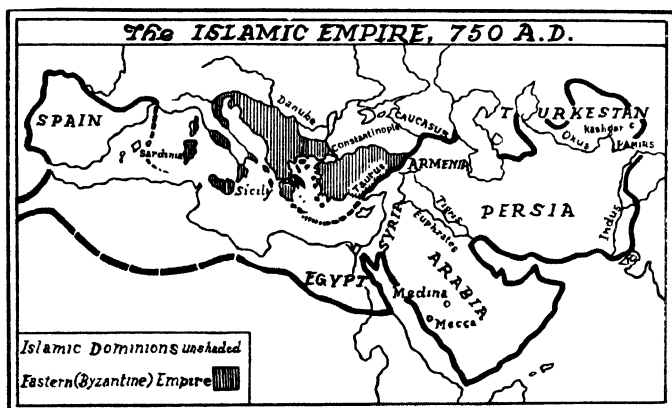 The ISLAMIC EMPIRE, 750 A.D.
SPAIN
Sardinia
Sicily
Danube
Constantinople
CAUCASUS
TURKESTAN
Kashgar
Oxus
PAMIRS
Taurus
ARMENIA
PERSIA
Tigris
Euphrates
SYRIA
Indus
EGYPT
ARABIA
Medina
Mecca
Islamic Dominions unshaded
Eastern (Byzantine) Empire